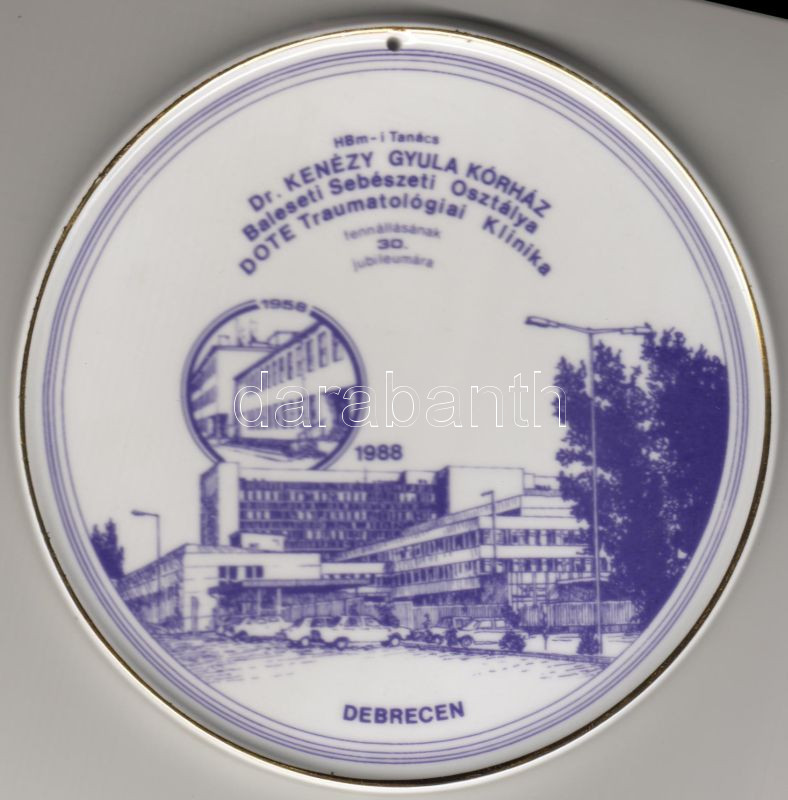 HBm-i Tanács
Dr. KENÉZY GYULA KÓRHÁZ
Baleseti Sebészeti Osztálya
DOTE Traumatológiai Klinika
fennállásának
30.
jubileumára
1958
darabanth
1988
DEBRECEN